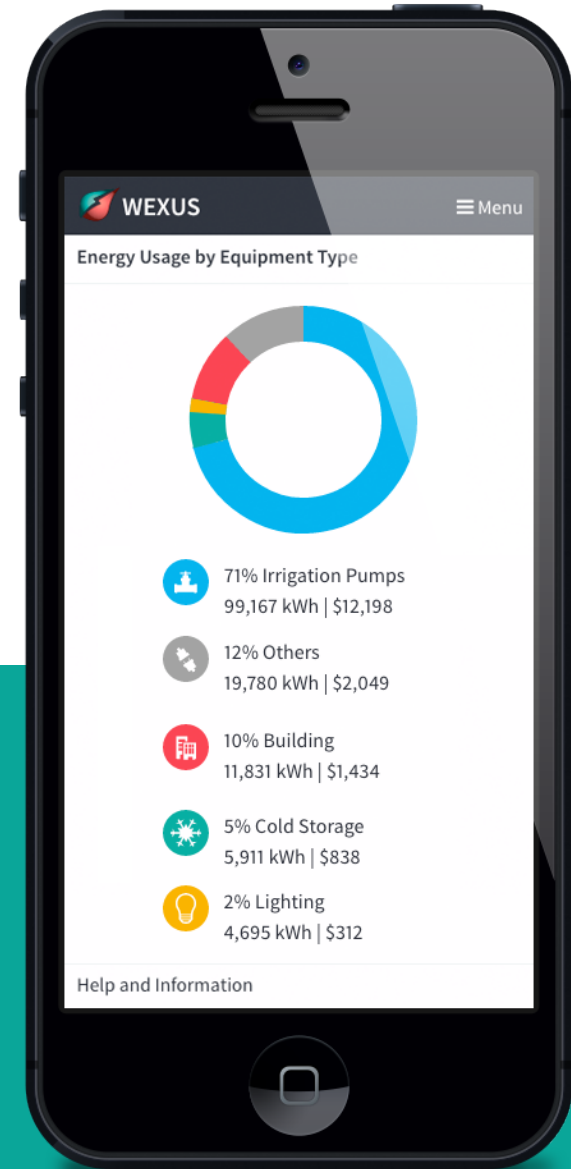 WEXUS
Menu
Energy Usage by Equipment Type
71% Irrigation Pumps
99,167 kWh | $12,198
12% Others
19,780 kWh | $2,049
10% Building
11,831 kWh | $1,434
5% Cold Storage
5,911 kWh | $838
2% Lighting
4,695 kWh | $312
Help and Information